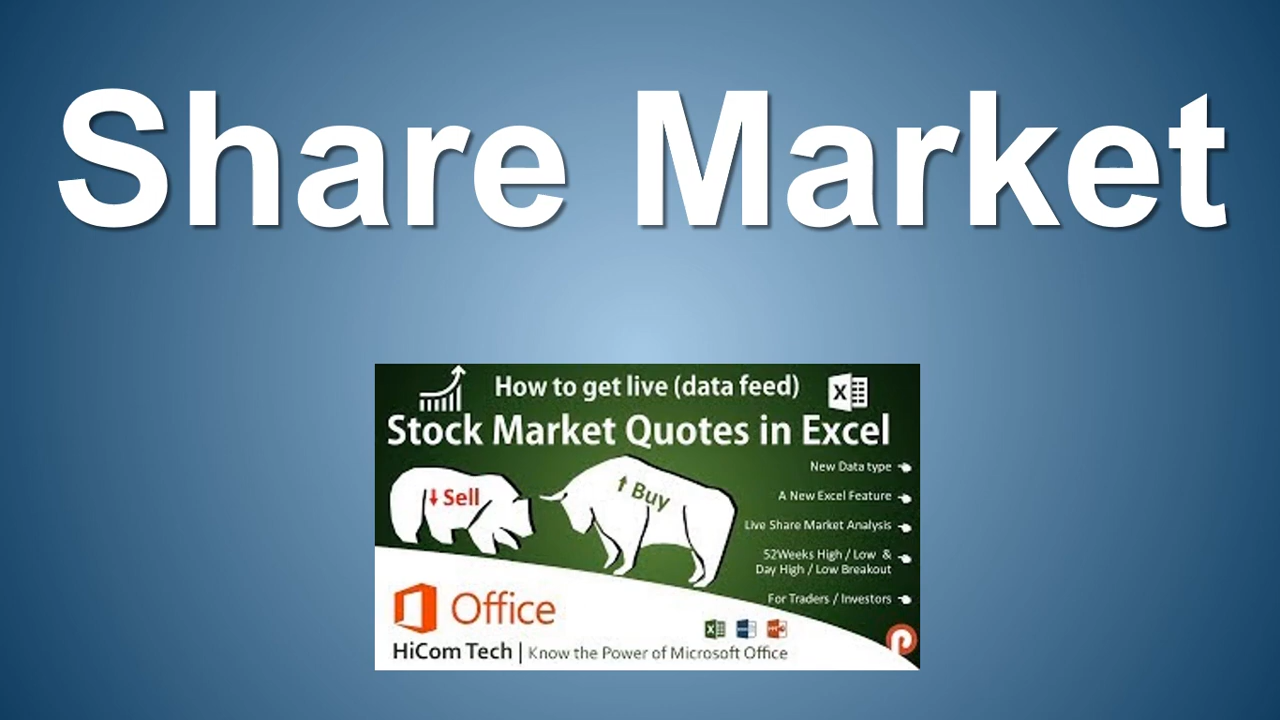 Share Market
How to get live (data feed)
Stock Market Quotes in Excel
New Data type
Sell
Buy
A New Excel Feature
Live Share Market Analysis
52Weeks High / Low &
Day High / Low Breakout
For Traders / Investors
Office
HiCom Tech | Know the Power of Microsoft Office